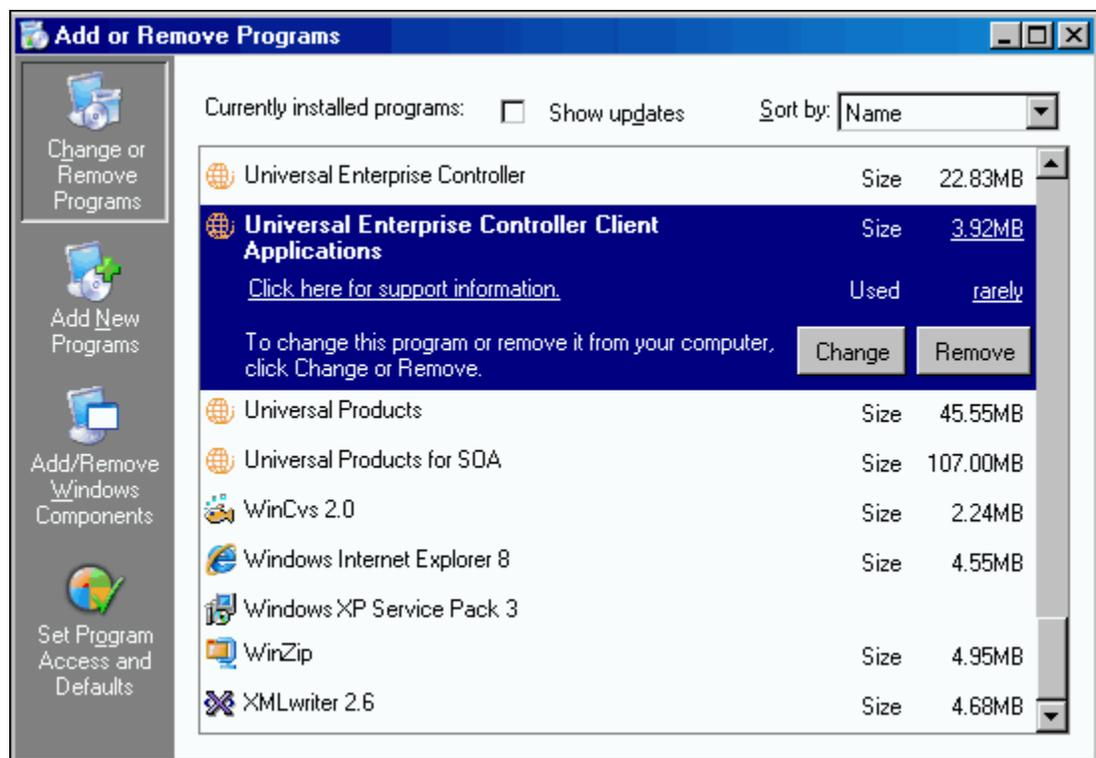 Add or Remove Programs
Change or
Remove
Programs
Add New
Programs
Add/Remove
Windows
Components
Set Program
Access and
Defaults
Currently installed programs: Show updates Sort by: Name
Universal Enterprise Controller Size 22.83MB
Universal Enterprise Controller Client Size 3.92MB
Applications
Click here for support information. Used rarely
To change this program or remove it from your computer,
click Change or Remove.
Change Remove
Universal Products Size 45.55MB
Universal Products for SOA Size 107.00MB
WinCvs 2.0 Size 2.24MB
Windows Internet Explorer 8 Size 4.55MB
Windows XP Service Pack 3
WinZip Size 4.95MB
XMLwriter 2.6 Size 4.68MB